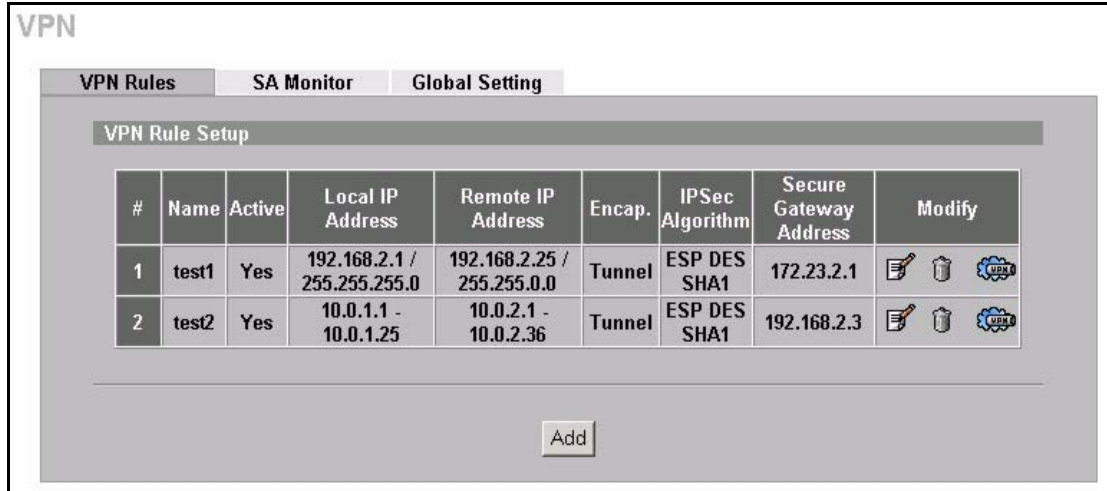 VPN
VPN Rules
SA Monitor
Global Setting
VPN Rule Setup
#
Name
Active
Local IP
Address
Remote IP
Address
Encap.
IPSec
Algorithm
Secure
Gateway
Address
Modify
1
test1
Yes
192.168.2.1 /
255.255.255.0
192.168.2.25 /
255.255.0.0
Tunnel
ESP DES
SHA1
172.23.2.1
VPN
2
test2
Yes
10.0.1.1 -
10.0.1.25
10.0.2.1 -
10.0.2.36
Tunnel
ESP DES
SHA1
192.168.2.3
VPN
Add